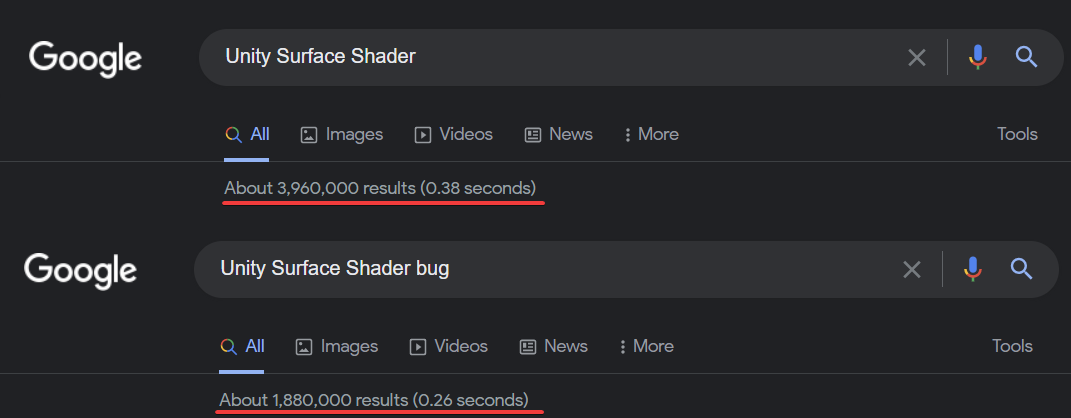 Google Unity Surface Shader
All Images Videos News More Tools
About 3,960,000 results (0.38 seconds)
Google Unity Surface Shader bug
All Images Videos News More Tools
About 1,880,000 results (0.26 seconds)